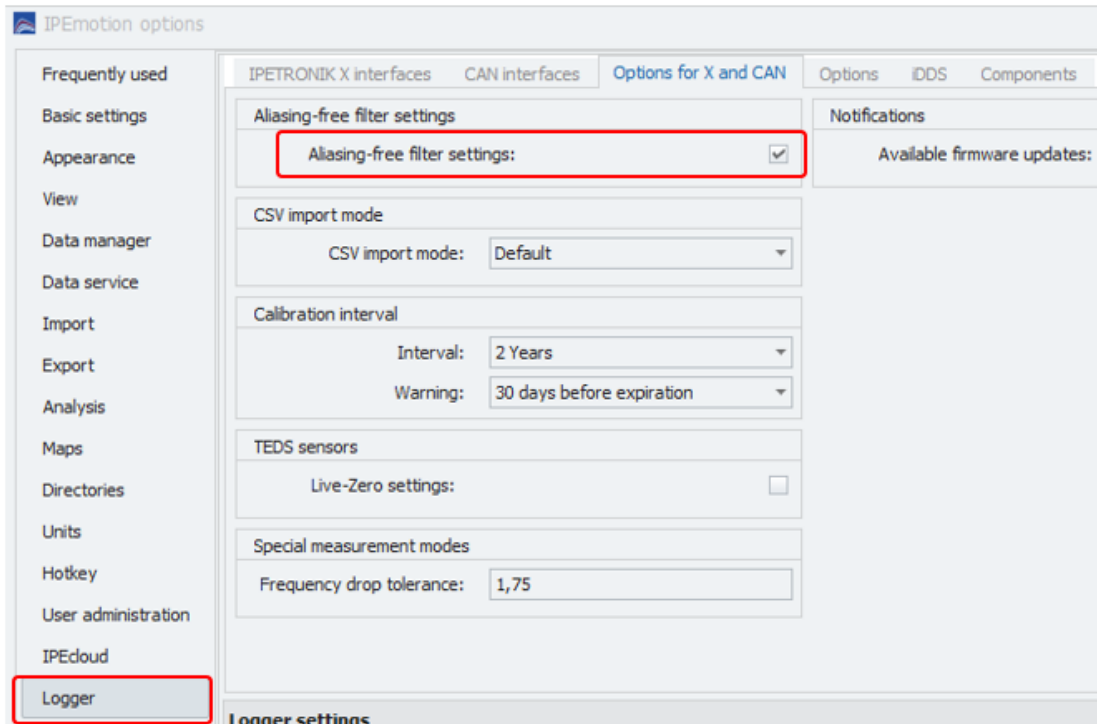 IPEmotion options
Frequently used
Basic settings
Appearance
View
Data manager
Data service
Import
Export
Analysis
Maps
Directories
Units
Hotkey
User administration
IPEcloud
Logger
IPETRONIK X interfaces CAN interfaces Options for X and CAN Options iDDS Components
Aliasing-free filter settings
Aliasing-free filter settings:
CSV import mode
CSV import mode: Default
Calibration interval
Interval: 2 Years
Warning: 30 days before expiration
TEDS sensors
Live-Zero settings:
Special measurement modes
Frequency drop tolerance: 1,75
Notifications
Available firmware updates:
Logger settings